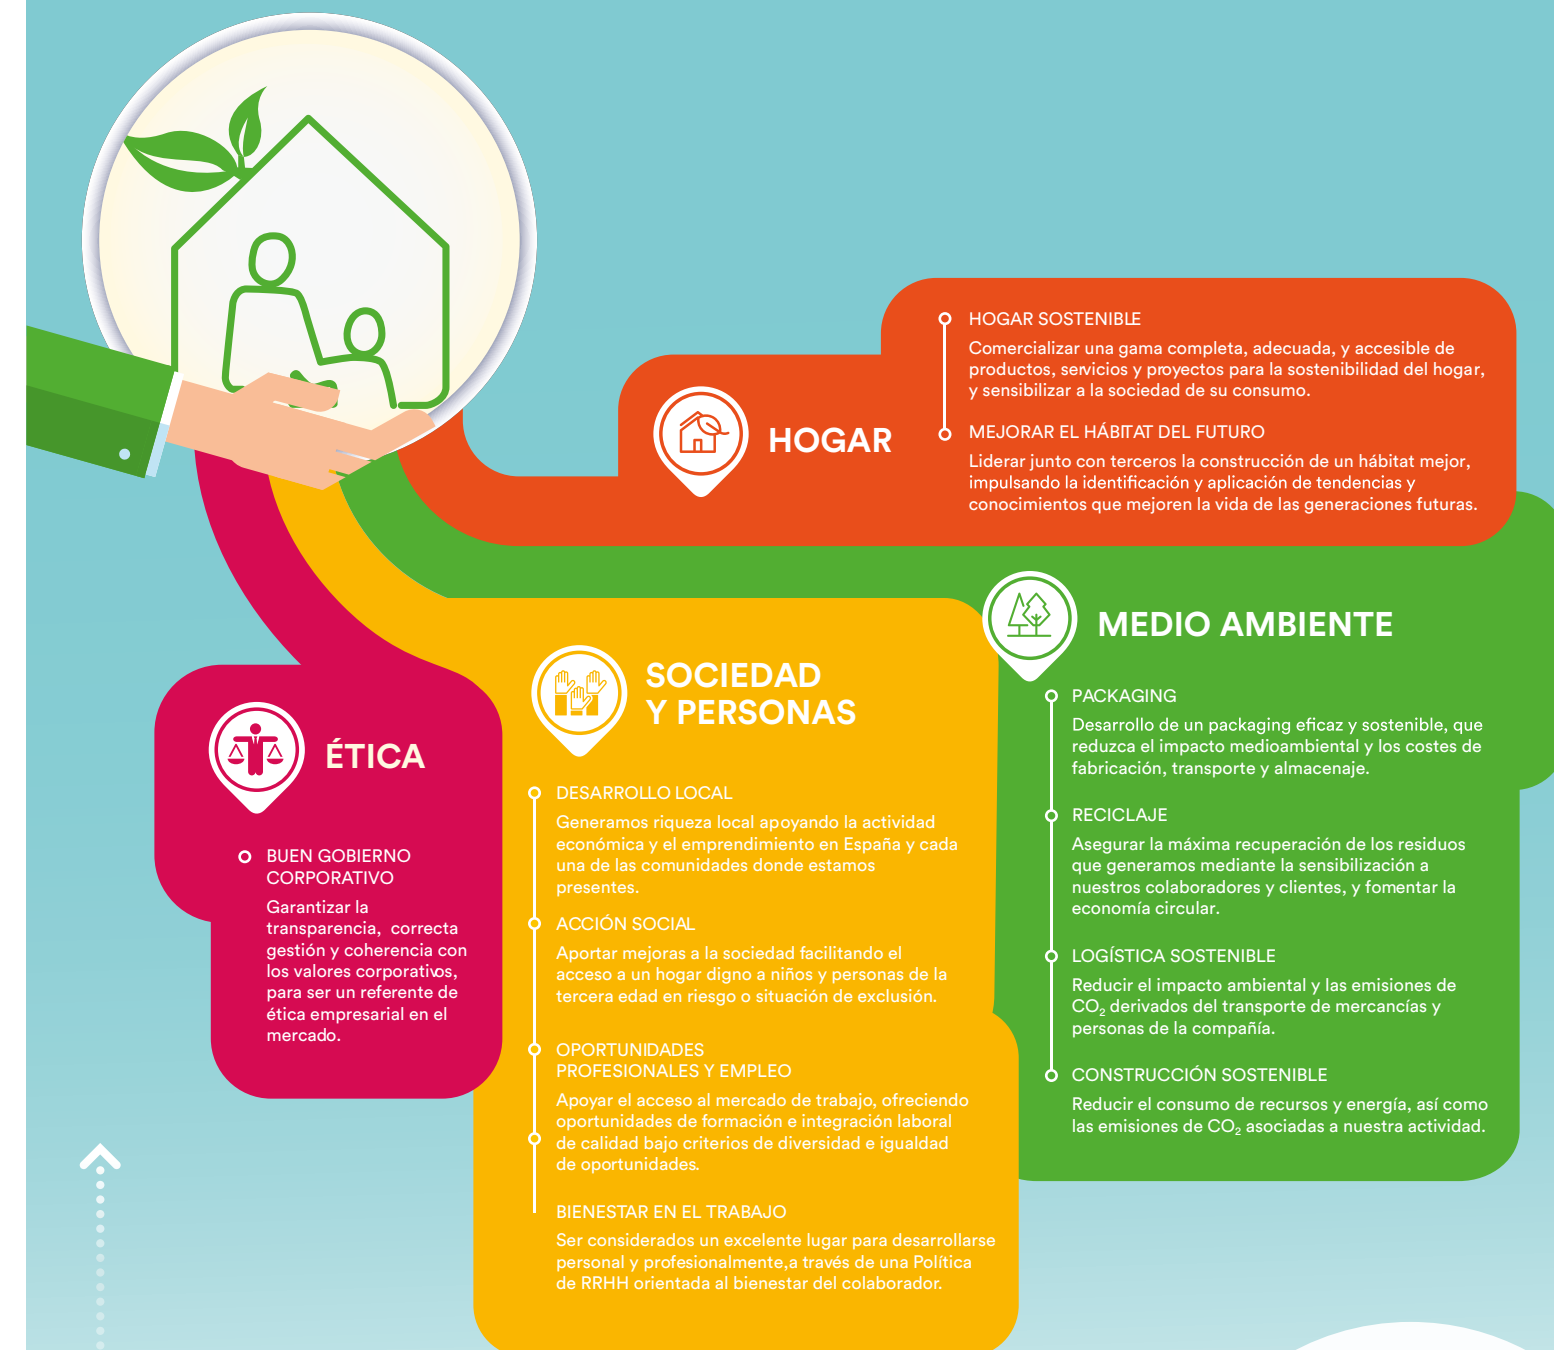 HOGAR
HOGAR SOSTENIBLE
Comercializar una gama completa, adecuada, y accesible de
productos, servicios y proyectos para la sostenibilidad del hogar,
y sensibilizar a la sociedad de su consumo.
MEJORAR EL HÁBITAT DEL FUTURO
Liderar junto con terceros la construcción de un hábitat mejor,
impulsando la identificación y aplicación de tendencias y
conocimientos que mejoren la vida de las generaciones futuras.
MEDIO AMBIENTE
PACKAGING
Desarrollo de un packaging eficaz y sostenible, que
reduzca el impacto medioambiental y los costes de
fabricación, transporte y almacenaje.
RECICLAJE
Asegurar la máxima recuperación de los residuos
que generamos mediante la sensibilización a
nuestros colaboradores y clientes, y fomentar la
economía circular.
LOGÍSTICA SOSTENIBLE
Reducir el impacto ambiental y las emisiones de
CO₂ derivados del transporte de mercancías y
personas de la compañía.
CONSTRUCCIÓN SOSTENIBLE
Reducir el consumo de recursos y energía, así como
las emisiones de CO₂ asociadas a nuestra actividad.
SOCIEDAD
Y PERSONAS
DESARROLLO LOCAL
Generamos riqueza local apoyando la actividad
económica y el emprendimiento en España y cada
una de las comunidades donde estamos
presentes.
ACCIÓN SOCIAL
Aportar mejoras a la sociedad facilitando el
acceso a un hogar digno a niños y personas de la
tercera edad en riesgo o situación de exclusión.
OPORTUNIDADES
PROFESIONALES Y EMPLEO
Apoyar el acceso al mercado de trabajo, ofreciendo
oportunidades de formación e integración laboral
de calidad bajo criterios de diversidad e igualdad
de oportunidades.
BIENESTAR EN EL TRABAJO
Ser considerados un excelente lugar para desarrollarse
personal y profesionalmente,a través de una Política
de RRHH orientada al bienestar del colaborador.
ÉTICA
BUEN GOBIERNO
CORPORATIVO
Garantizar la
transparencia, correcta
gestión y coherencia con
los valores corporativos,
para ser un referente de
ética empresarial en el
mercado.